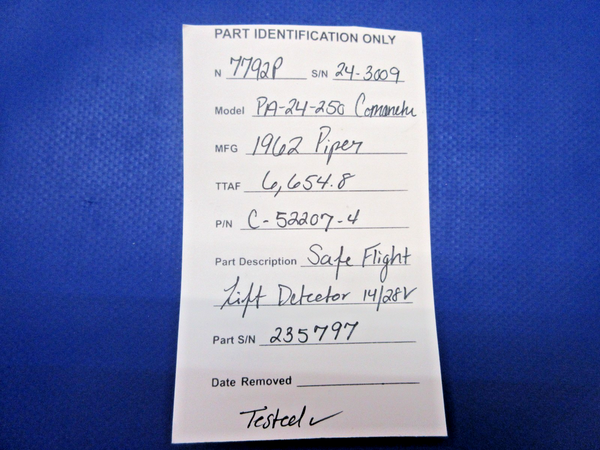 PART IDENTIFICATION ONLY
N 7792P S/N 24-3009
Model PA-24-250 Comanche
MFG 1962 Piper
TTAF 6,654.8
P/N C-52207-4
Part Description Safe Flight
Lift Detector 14/28V
Part S/N 235797
Date Removed
Tested ✓